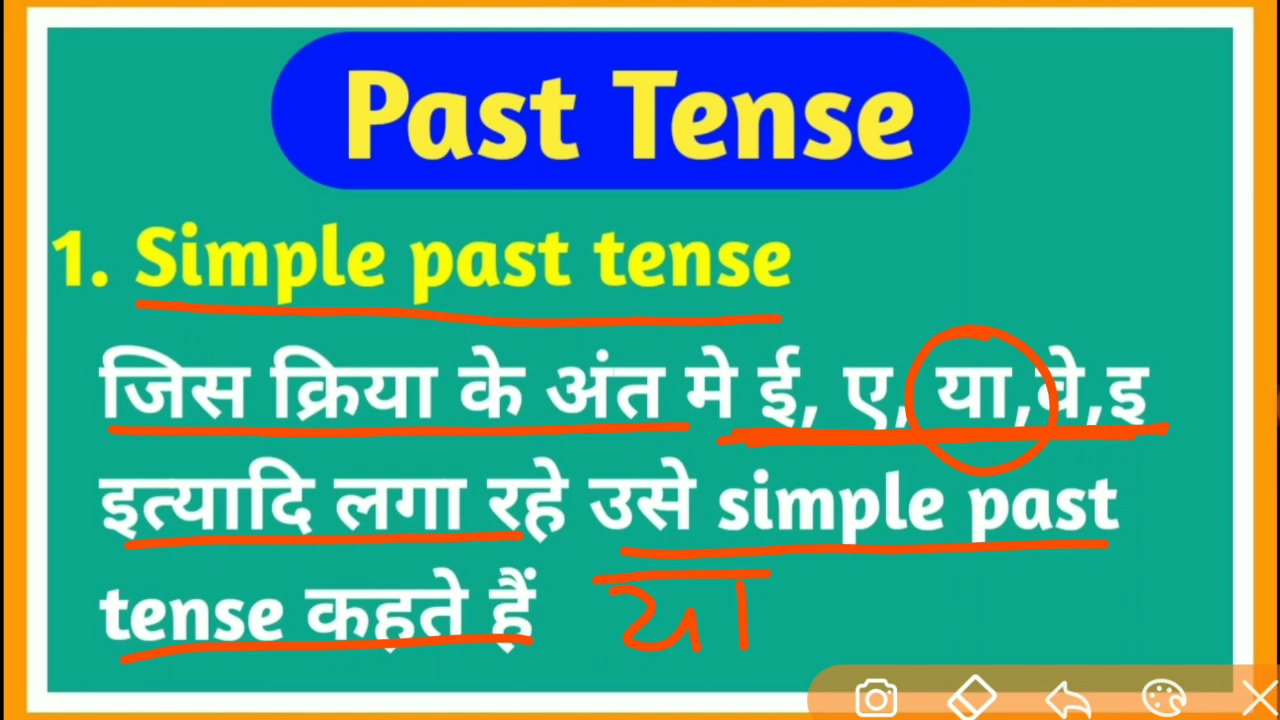 Past Tense
1. Simple past tense
जिस क्रिया के अंत मे ई, ए, या,वे,इ
इत्यादि लगा रहे उसे simple past
tense कहते हैं
या